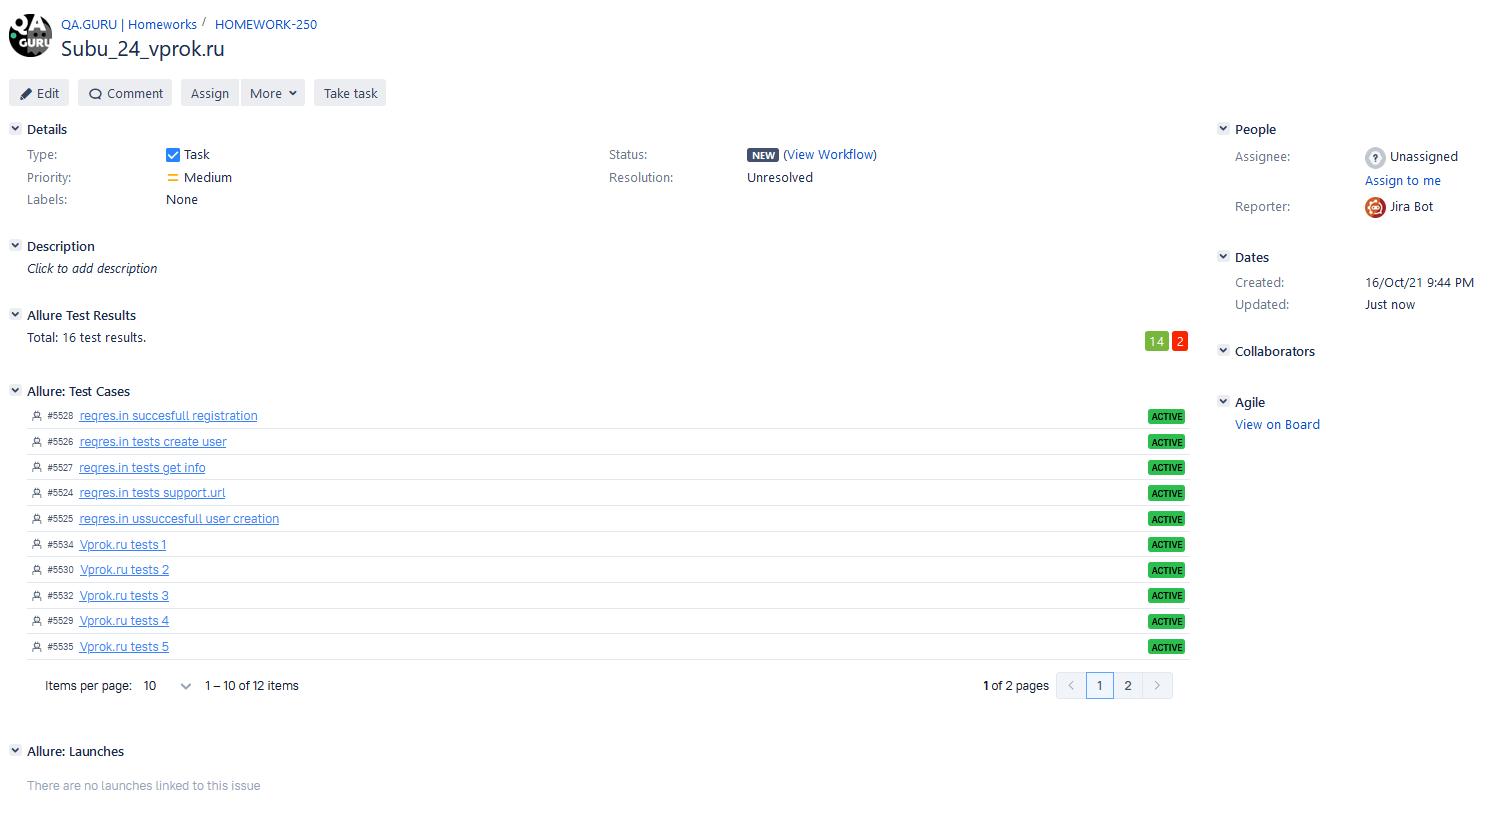 QA GURU
QA.GURU | Homeworks / HOMEWORK-250
Subu_24_vprok.ru
Edit Comment Assign More Take task
Details
Type: Task Status: NEW (View Workflow)
Priority: Medium Resolution: Unresolved
Labels: None
Description
Click to add description
Allure Test Results
Total: 16 test results. 14 2
Allure: Test Cases
#5528 reqres.in succesfull registration ACTIVE
#5526 reqres.in tests create user ACTIVE
#5527 reqres.in tests get info ACTIVE
#5524 reqres.in tests support.url ACTIVE
#5525 reqres.in ussuccesfull user creation ACTIVE
#5534 Vprok.ru tests 1 ACTIVE
#5530 Vprok.ru tests 2 ACTIVE
#5532 Vprok.ru tests 3 ACTIVE
#5529 Vprok.ru tests 4 ACTIVE
#5535 Vprok.ru tests 5 ACTIVE
Items per page: 10 1 – 10 of 12 items 1 of 2 pages 1 2
Allure: Launches
There are no launches linked to this issue
People
Assignee: ? Unassigned
Assign to me
Reporter: Jira Bot
Dates
Created: 16/Oct/21 9:44 PM
Updated: Just now
Collaborators
Agile
View on Board